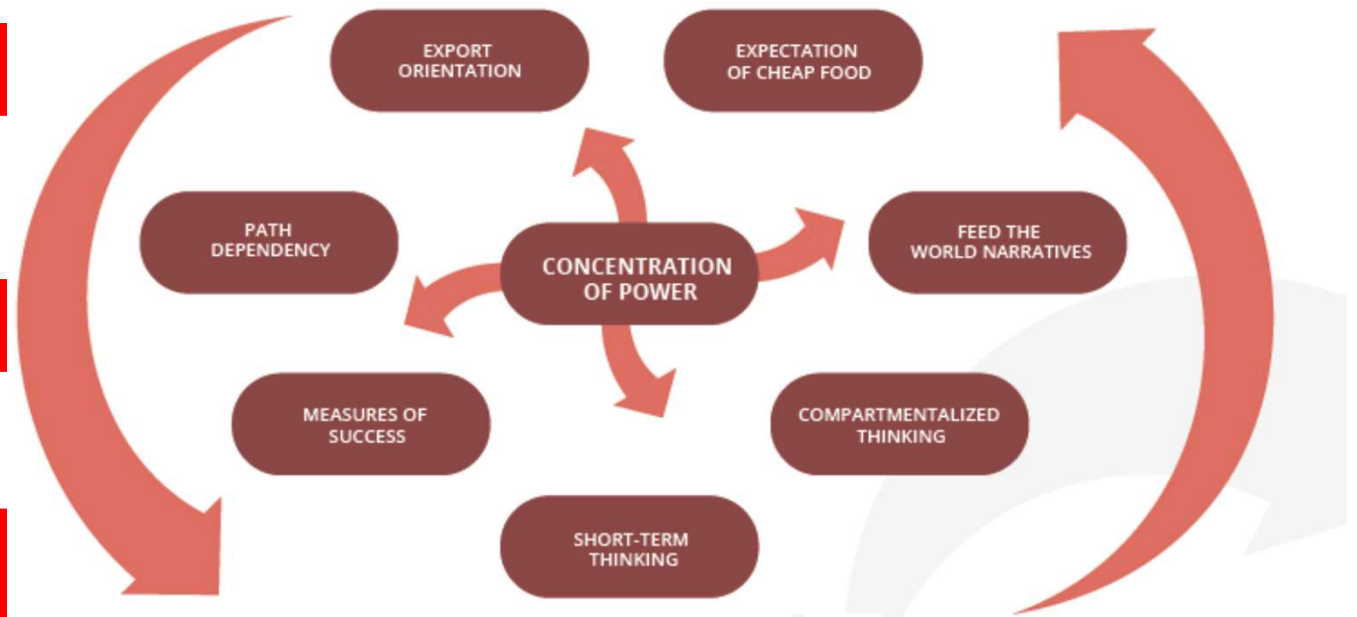 EXPORT
ORIENTATION
EXPECTATION
OF CHEAP FOOD
PATH
DEPENDENCY
CONCENTRATION
OF POWER
FEED THE
WORLD NARRATIVES
MEASURES OF
SUCCESS
COMPARTMENTALIZED
THINKING
SHORT-TERM
THINKING